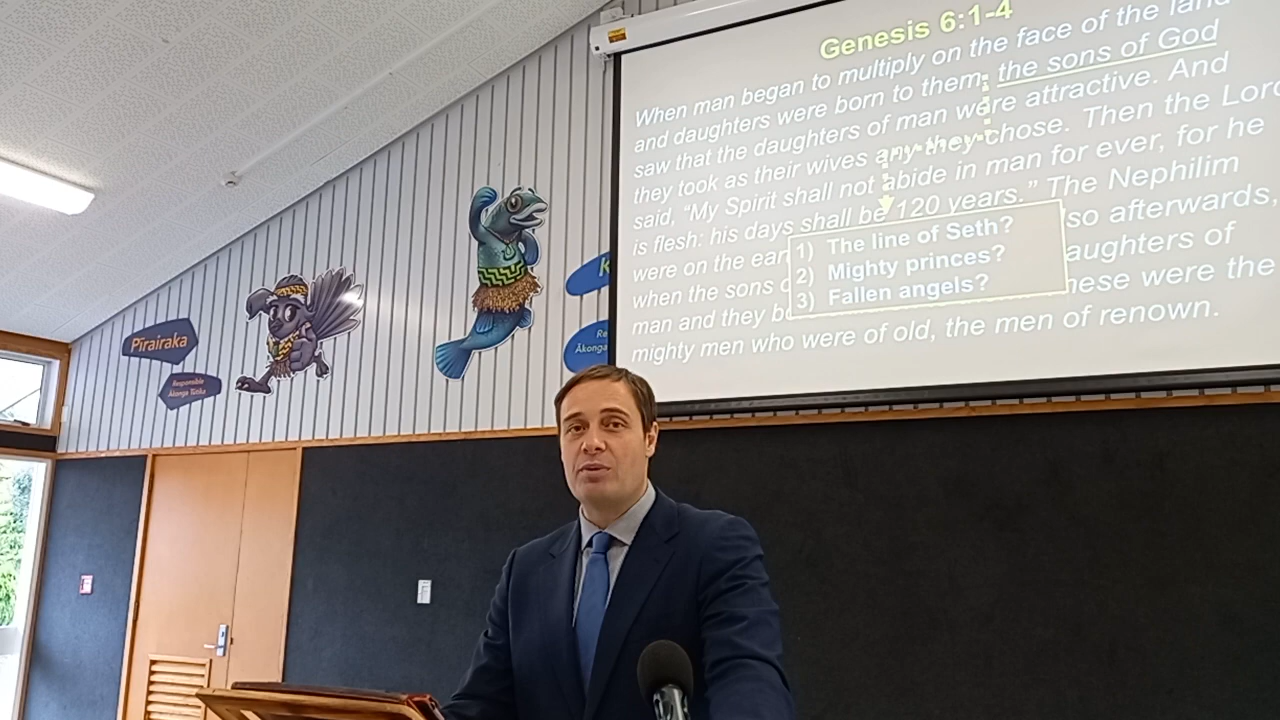 Genesis 6:1-4
When man began to multiply on the face of the land
and daughters were born to them, the sons of God
saw that the daughters of man were attractive. And
they took as their wives any they chose. Then the Lord
said, “My Spirit shall not abide in man for ever, for he
is flesh: his days shall be 120 years.” The Nephilim
were on the ear so afterwards,
when the sons o aughters of
man and they bo hese were the
mighty men who were of old, the men of renown.
1) The line of Seth?
2) Mighty princes?
3) Fallen angels?
Pīrairaka
Responsible
Ākonga Tūtika
K
Re
Ākonga